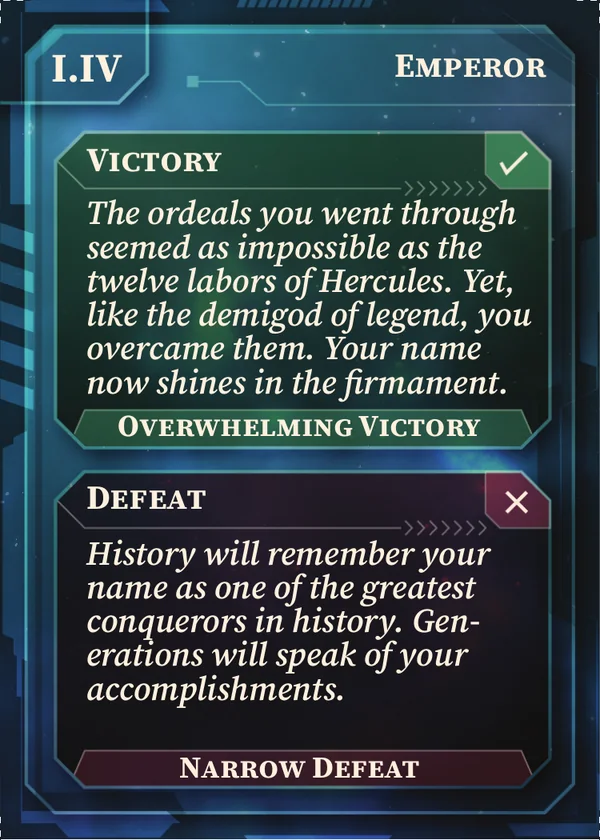 I.IV
Emperor
Victory
The ordeals you went through
seemed as impossible as the
twelve labors of Hercules. Yet,
like the demigod of legend, you
overcame them. Your name
now shines in the firmament.
Overwhelming Victory
Defeat
History will remember your
name as one of the greatest
conquerors in history. Gen-
erations will speak of your
accomplishments.
Narrow Defeat